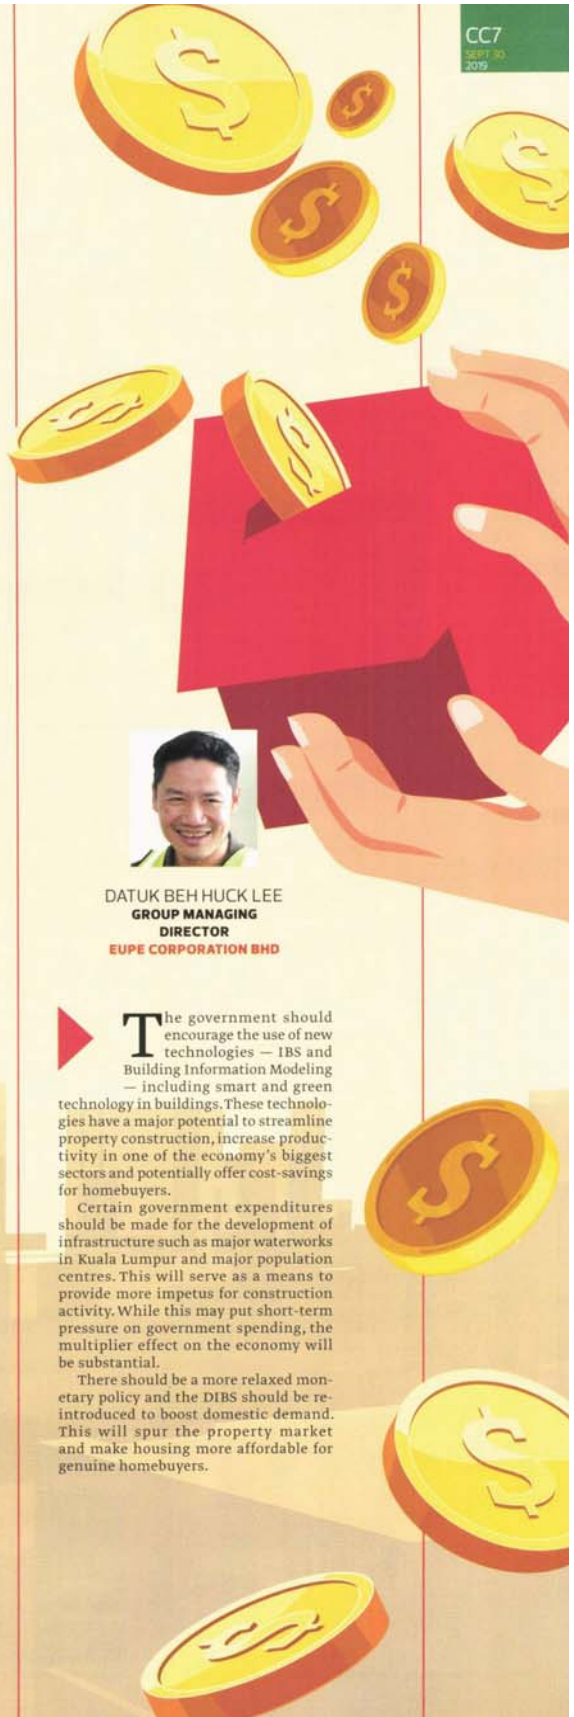 CC7
SEPT 30
2019
DATUK BEH HUCK LEE
GROUP MANAGING
DIRECTOR
EUPE CORPORATION BHD
The government should
encourage the use of new
technologies — IBS and
Building Information Modeling
— including smart and green
technology in buildings. These technolo-
gies have a major potential to streamline
property construction, increase produc-
tivity in one of the economy's biggest
sectors and potentially offer cost-savings
for homebuyers.
Certain government expenditures
should be made for the development of
infrastructure such as major waterworks
in Kuala Lumpur and major population
centres. This will serve as a means to
provide more impetus for construction
activity. While this may put short-term
pressure on government spending, the
multiplier effect on the economy will
be substantial.
There should be a more relaxed mon-
etary policy and the DIBS should be re-
introduced to boost domestic demand.
This will spur the property market
and make housing more affordable for
genuine homebuyers.